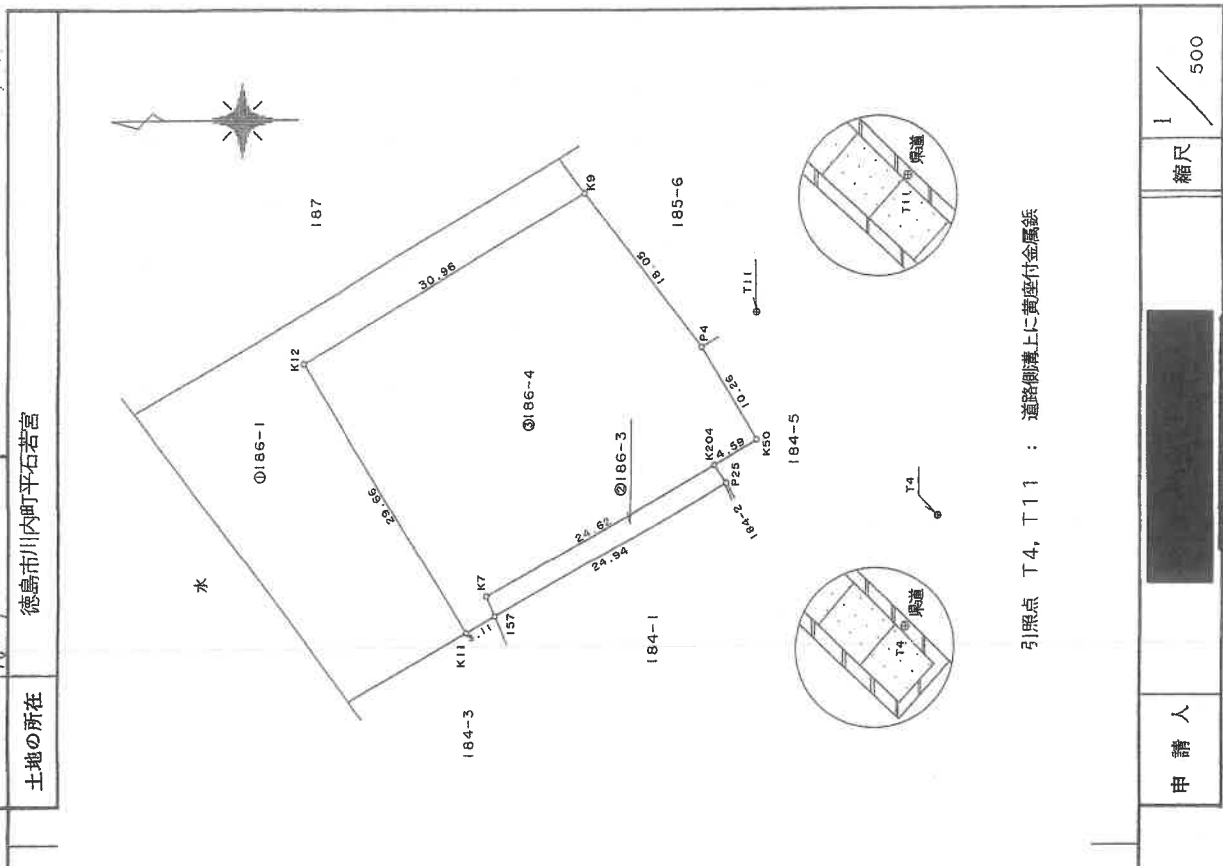 土地の所在
徳島市川内町平石若宮
水
①186-1
187
K12
30.96
K9
185-6
29.66
③186-4
18.05
P4
T11
10.26
K50
184-5
K204
4.59
P25
②186-3
184-2
24.62
24.94
K7
157
K11
3.11
184-3
184-1
T4
T4
県道
T11
県道
引照点 T4, T11 : 道路側溝上に黄座付金属鋲
申請人
縮尺
1/500